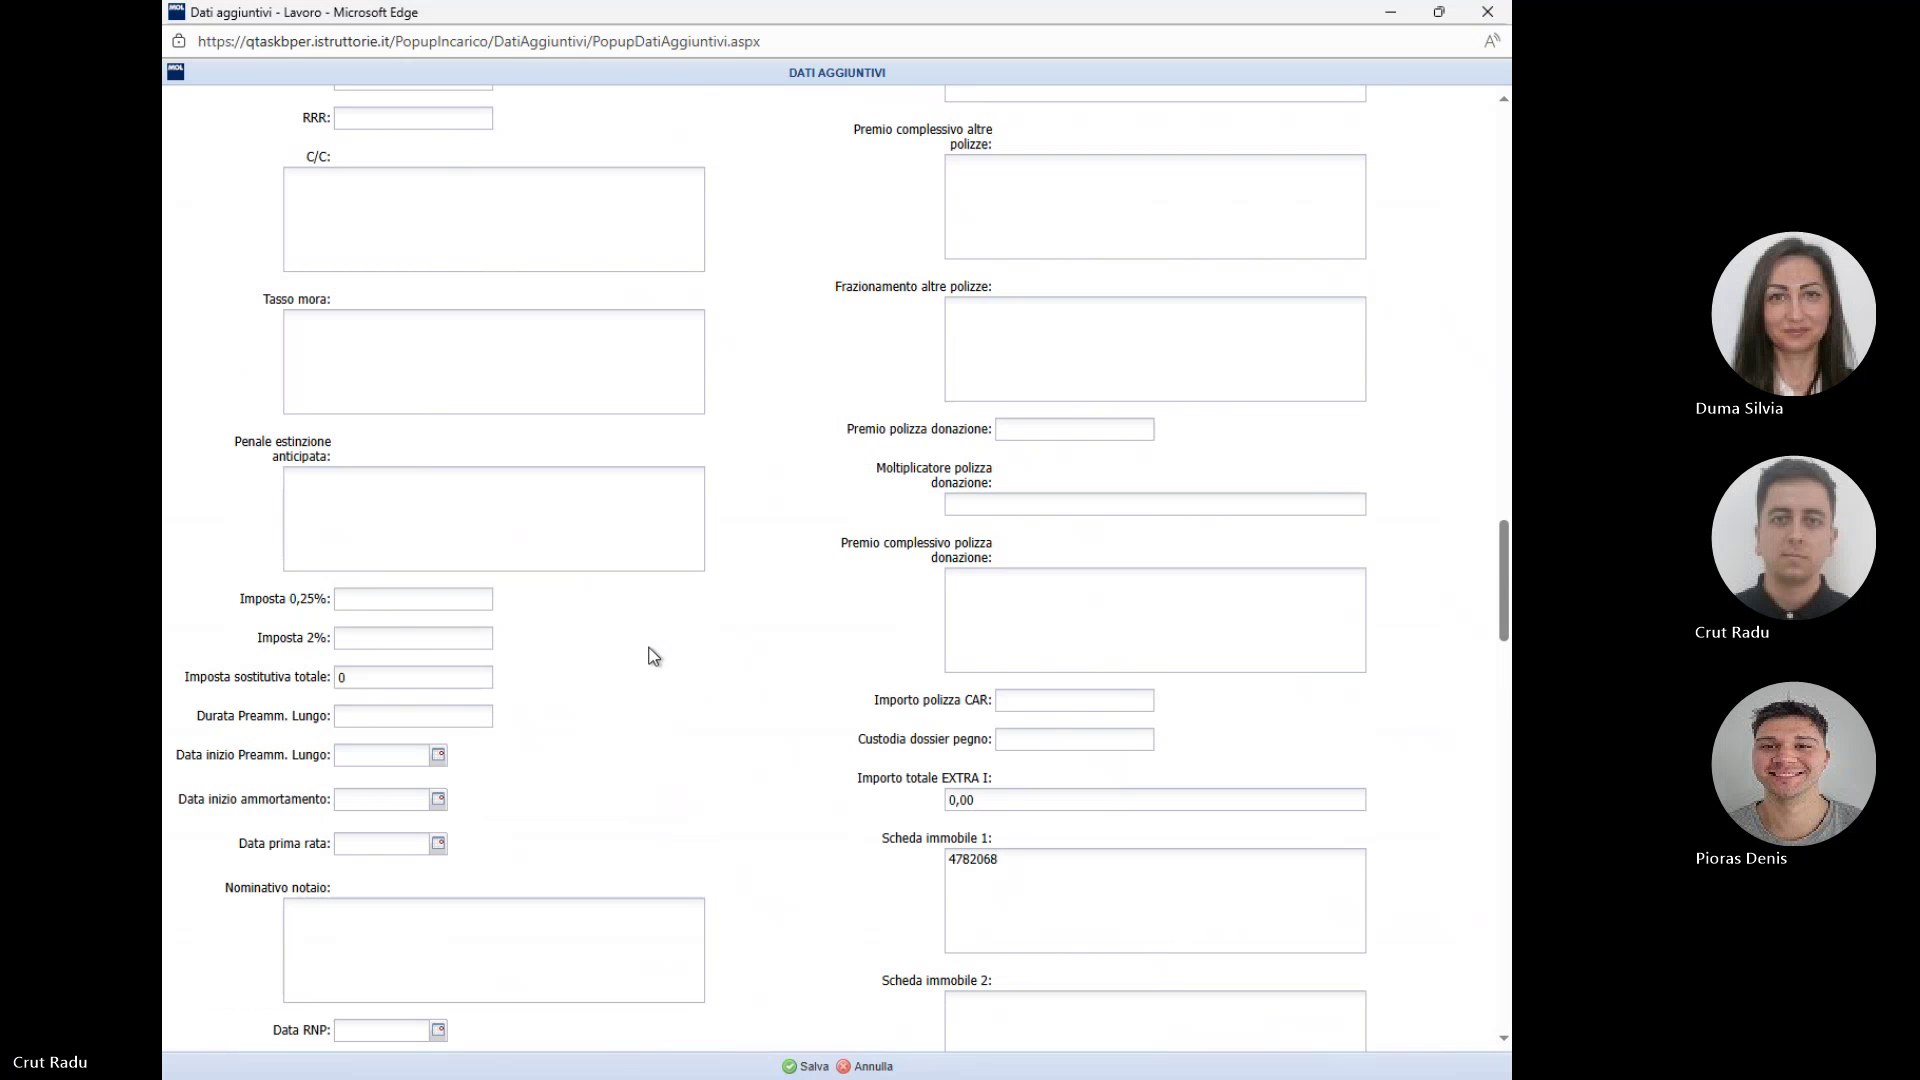 MOL Dati aggiuntivi - Lavoro - Microsoft Edge
https://qtaskbper.istruttorie.it/PopupIncarico/DatiAggiuntivi/PopupDatiAggiuntivi.aspx
MOL
DATI AGGIUNTIVI
RRR:
C/C:
Tasso mora:
Penale estinzione
anticipata:
Imposta 0,25%:
Imposta 2%:
Imposta sostitutiva totale: 0
Durata Preamm. Lungo:
Data inizio Preamm. Lungo:
Data inizio ammortamento:
Data prima rata:
Nominativo notaio:
Data RNP:
Premio complessivo altre
polizze:
Frazionamento altre polizze:
Premio polizza donazione:
Moltiplicatore polizza
donazione:
Premio complessivo polizza
donazione:
Importo polizza CAR:
Custodia dossier pegno:
Importo totale EXTRA I:
0,00
Scheda immobile 1:
4782068
Scheda immobile 2:
Salva Annulla
Duma Silvia
Crut Radu
Pioras Denis
Crut Radu